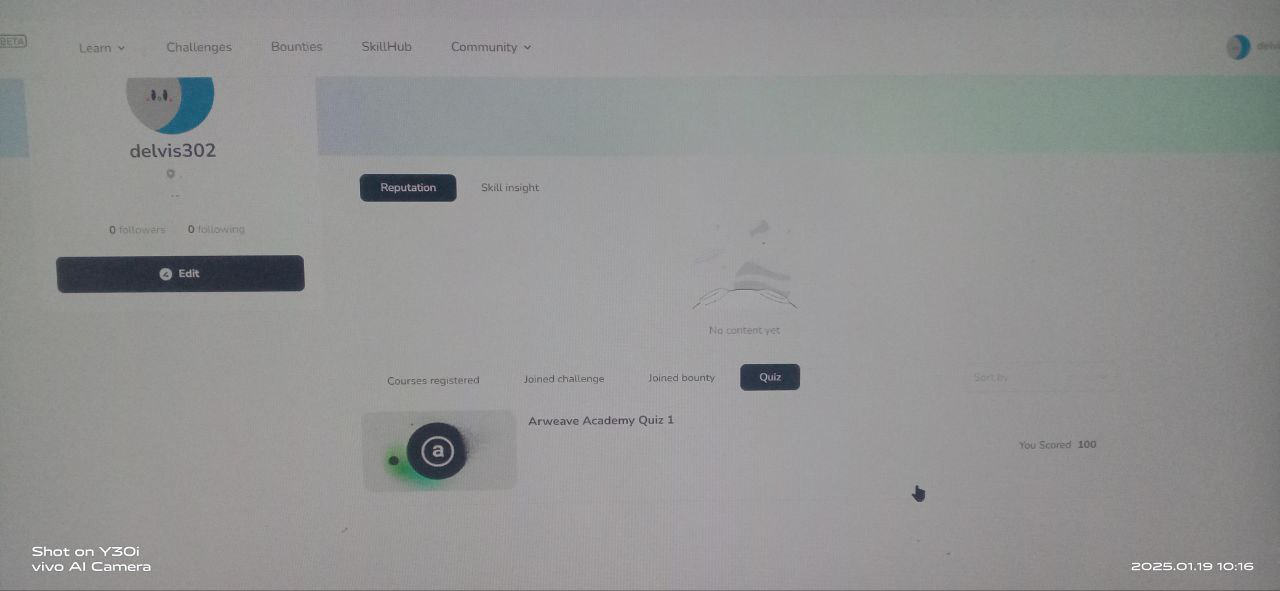 BETA
Learn
Challenges
Bounties
SkillHub
Community
delvis302
--
0 followers 0 following
Edit
Reputation
Skill insight
No content yet
Courses registered
Joined challenge
Joined bounty
Quiz
Sort by
a
Arweave Academy Quiz 1
You Scored 100
Shot on Y30i
vivo AI Camera
2025.01.19 10:16